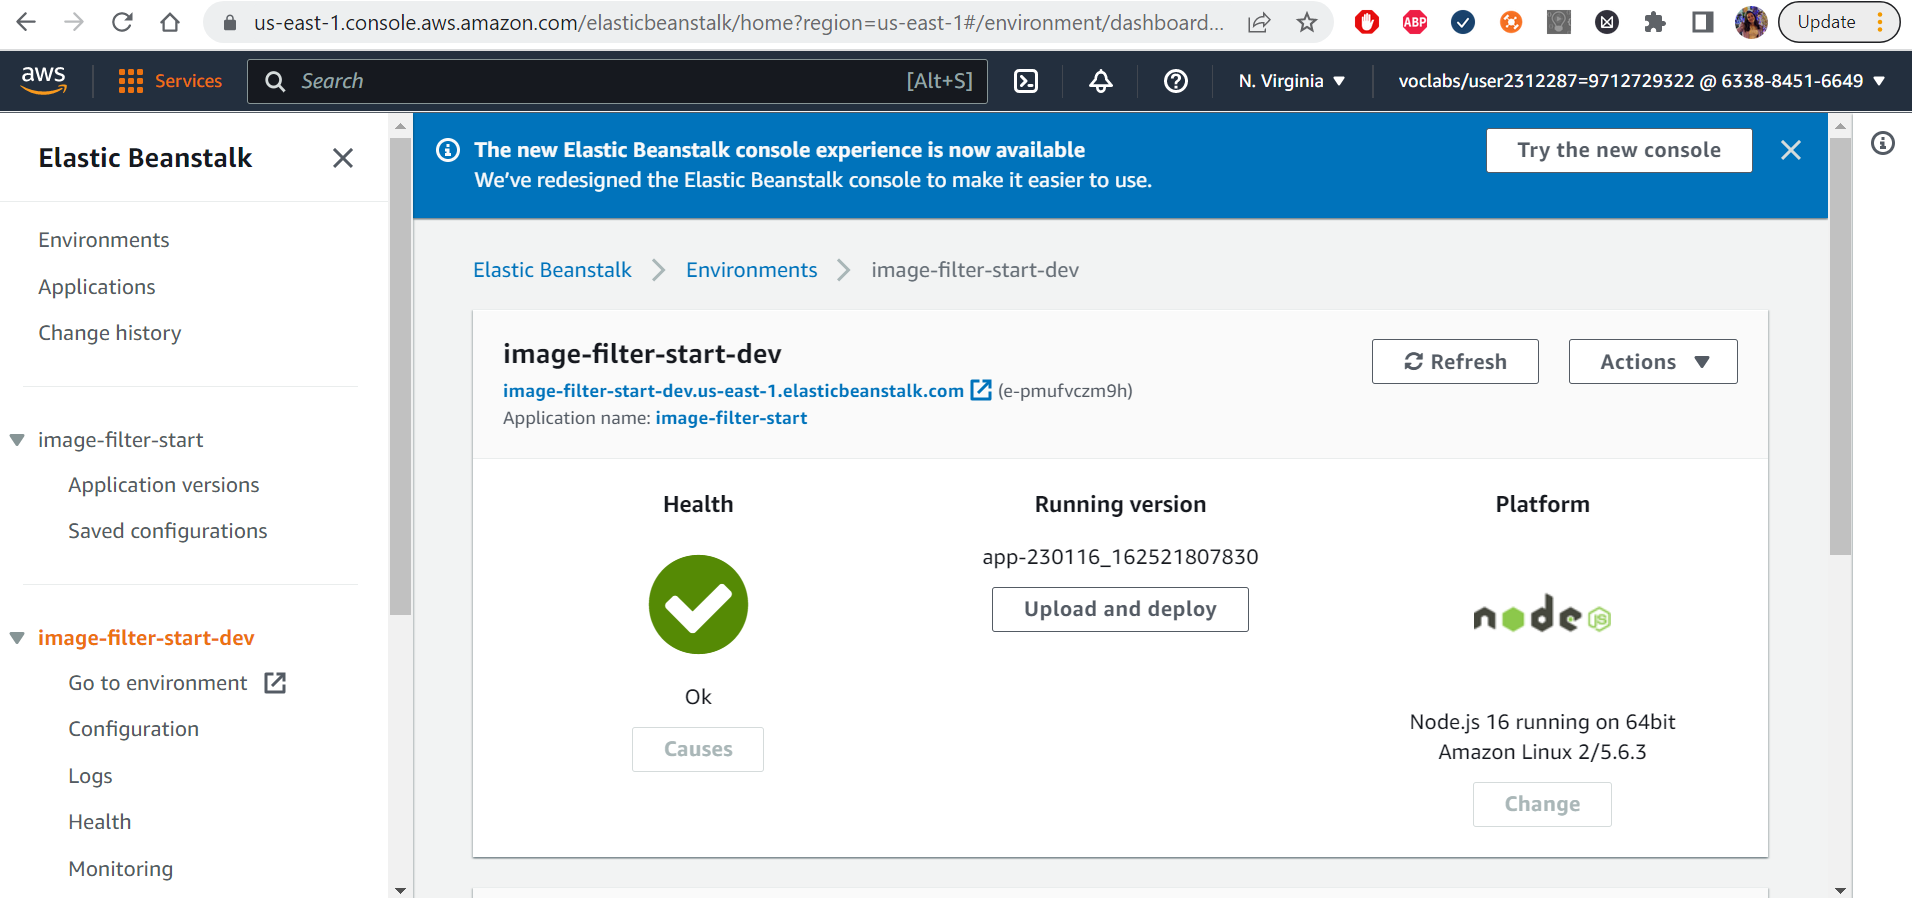 us-east-1.console.aws.amazon.com/elasticbeanstalk/home?region=us-east-1#/environment/dashboard...
ABP
Update
aws
Services
Search
[Alt+S]
N. Virginia
voclabs/user2312287=9712729322 @ 6338-8451-6649
Elastic Beanstalk
Environments
Applications
Change history
image-filter-start
Application versions
Saved configurations
image-filter-start-dev
Go to environment
Configuration
Logs
Health
Monitoring
The new Elastic Beanstalk console experience is now available
We've redesigned the Elastic Beanstalk console to make it easier to use.
Try the new console
Elastic Beanstalk
Environments
image-filter-start-dev
image-filter-start-dev
image-filter-start-dev.us-east-1.elasticbeanstalk.com (e-pmufvczm9h)
Application name: image-filter-start
Refresh
Actions
Health
Ok
Causes
Running version
app-230116_162521807830
Upload and deploy
Platform
node JS
Node.js 16 running on 64bit
Amazon Linux 2/5.6.3
Change